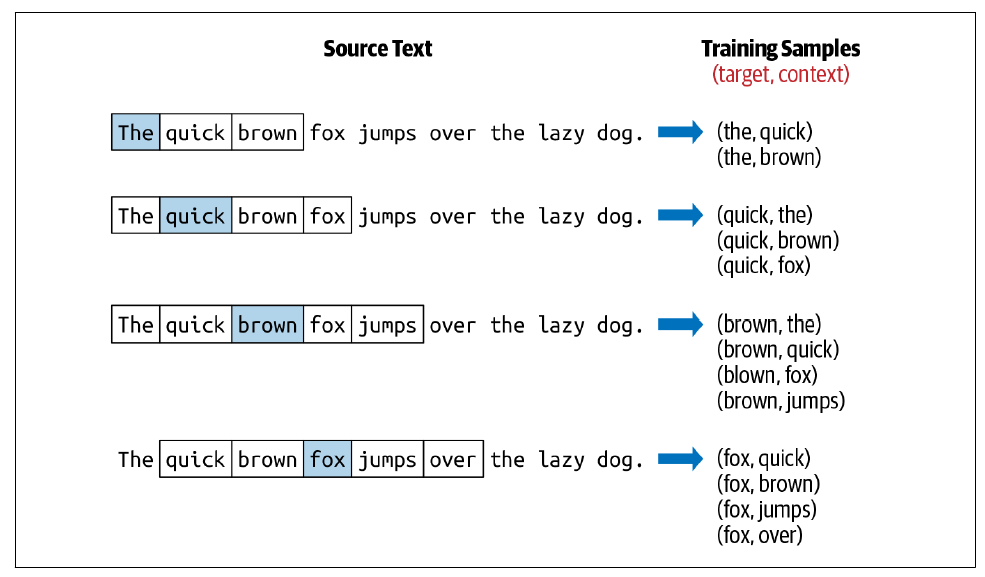 Source Text
Training Samples
(target, context)
The quick brown fox jumps over the lazy dog.
(the, quick)
(the, brown)
The quick brown fox jumps over the lazy dog.
(quick, the)
(quick, brown)
(quick, fox)
The quick brown fox jumps over the lazy dog.
(brown, the)
(brown, quick)
(blown, fox)
(brown, jumps)
The quick brown fox jumps over the lazy dog.
(fox, quick)
(fox, brown)
(fox, jumps)
(fox, over)